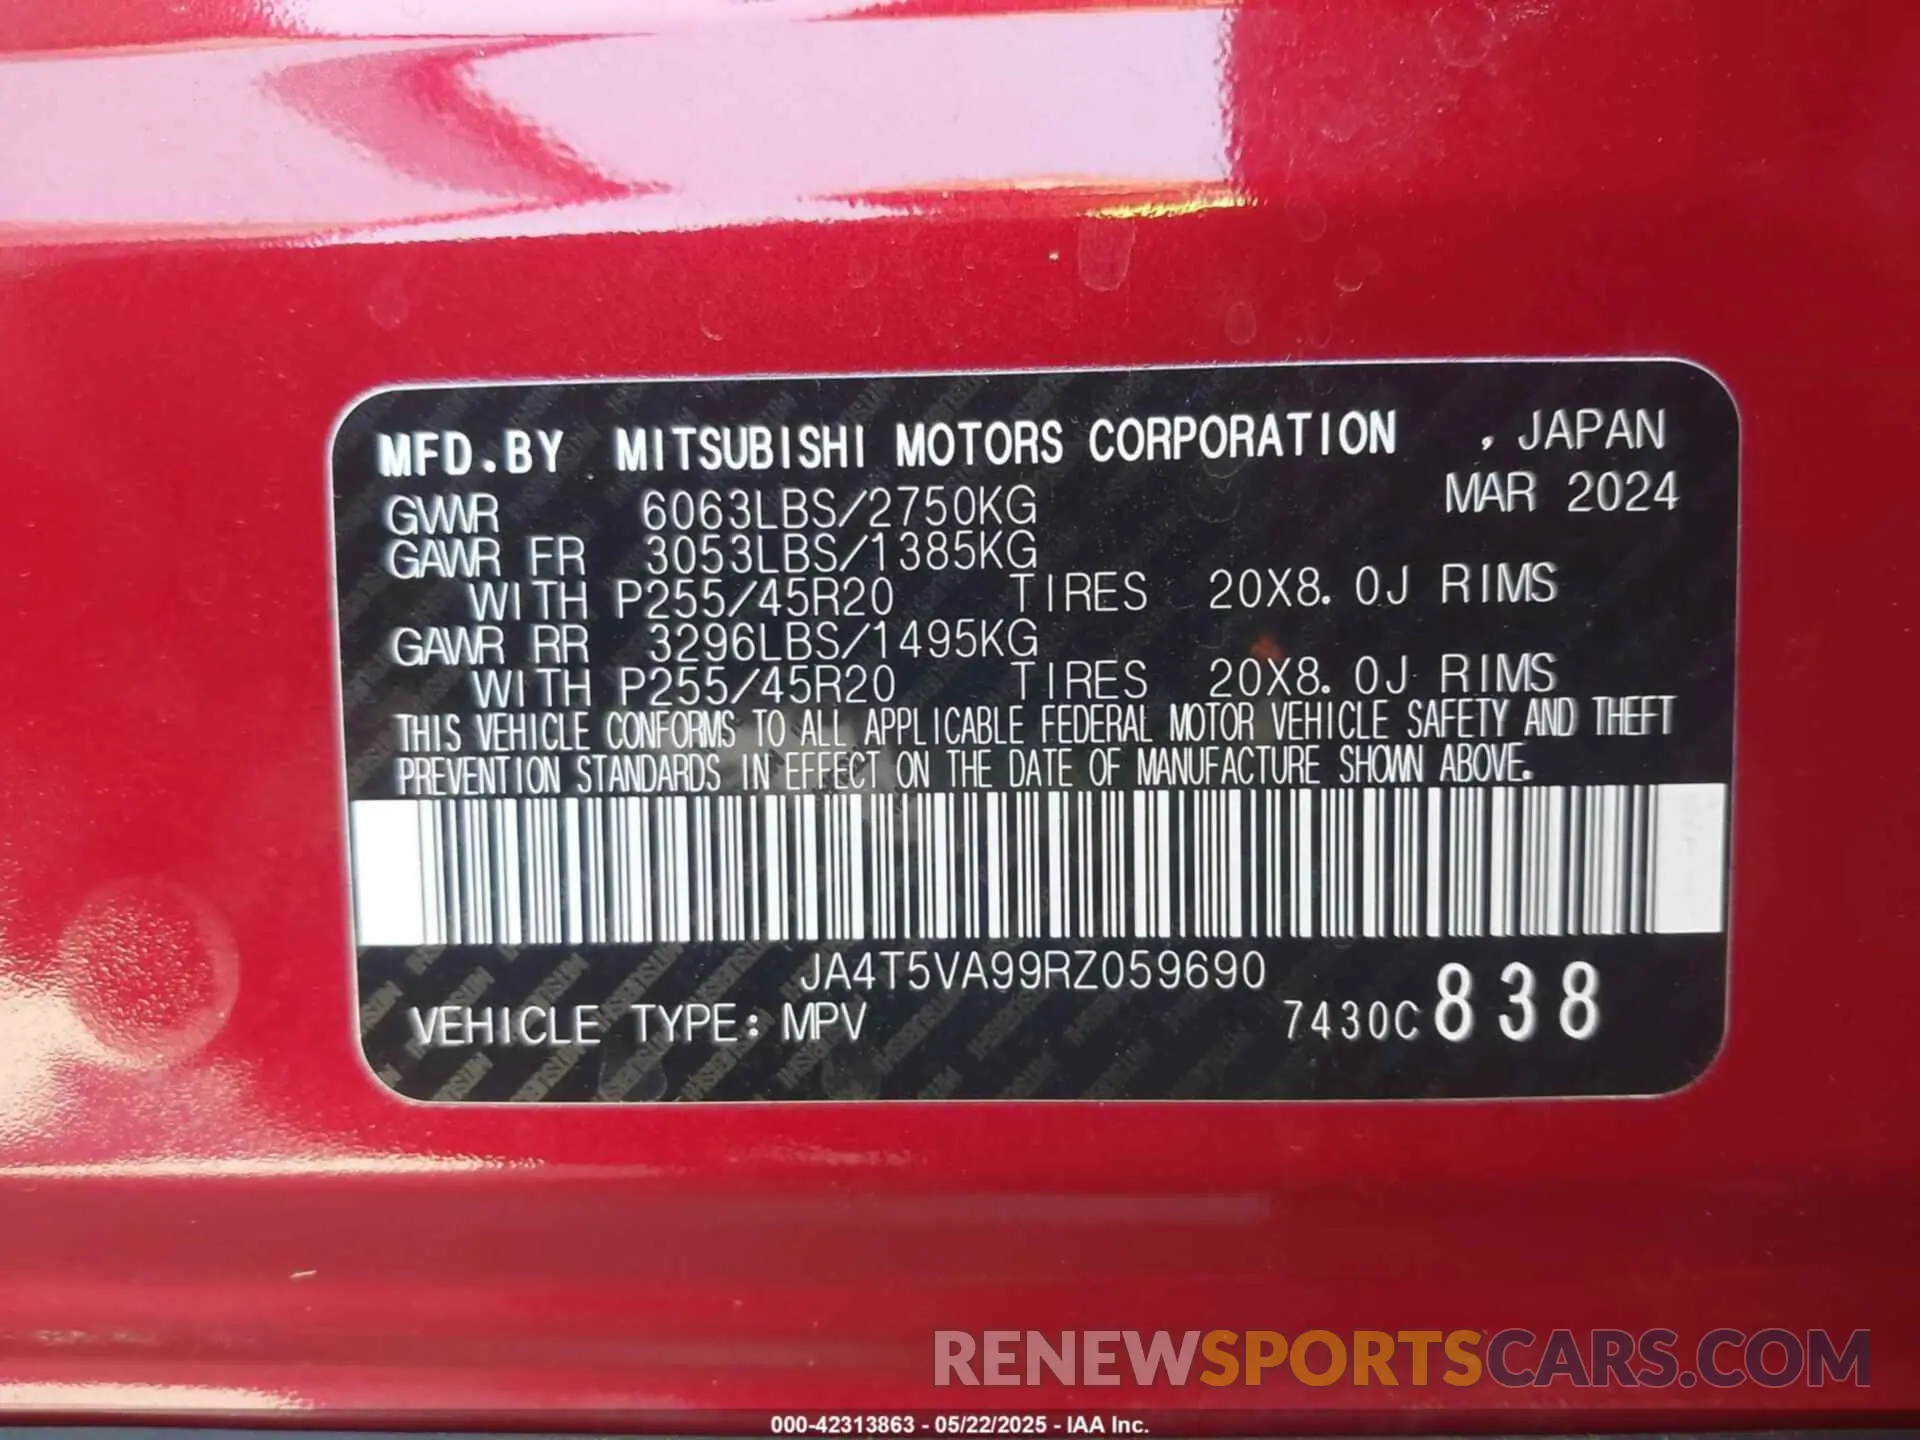 MFD.BY MITSUBISHI MOTORS CORPORATION , JAPAN
GVWR 6063LBS/2750KG MAR 2024
GAWR FR 3053LBS/1385KG
WITH P255/45R20 TIRES 20X8.0J RIMS
GAWR RR 3296LBS/1495KG
WITH P255/45R20 TIRES 20X8.0J RIMS
THIS VEHICLE CONFORMS TO ALL APPLICABLE FEDERAL MOTOR VEHICLE SAFETY AND THEFT
PREVENTION STANDARDS IN EFFECT ON THE DATE OF MANUFACTURE SHOWN ABOVE.
JA4T5VA99RZ059690
VEHICLE TYPE: MPV 7430C 838
RENEWSPORTSCARS.COM
000-42313863 - 05/22/2025 - IAA Inc.